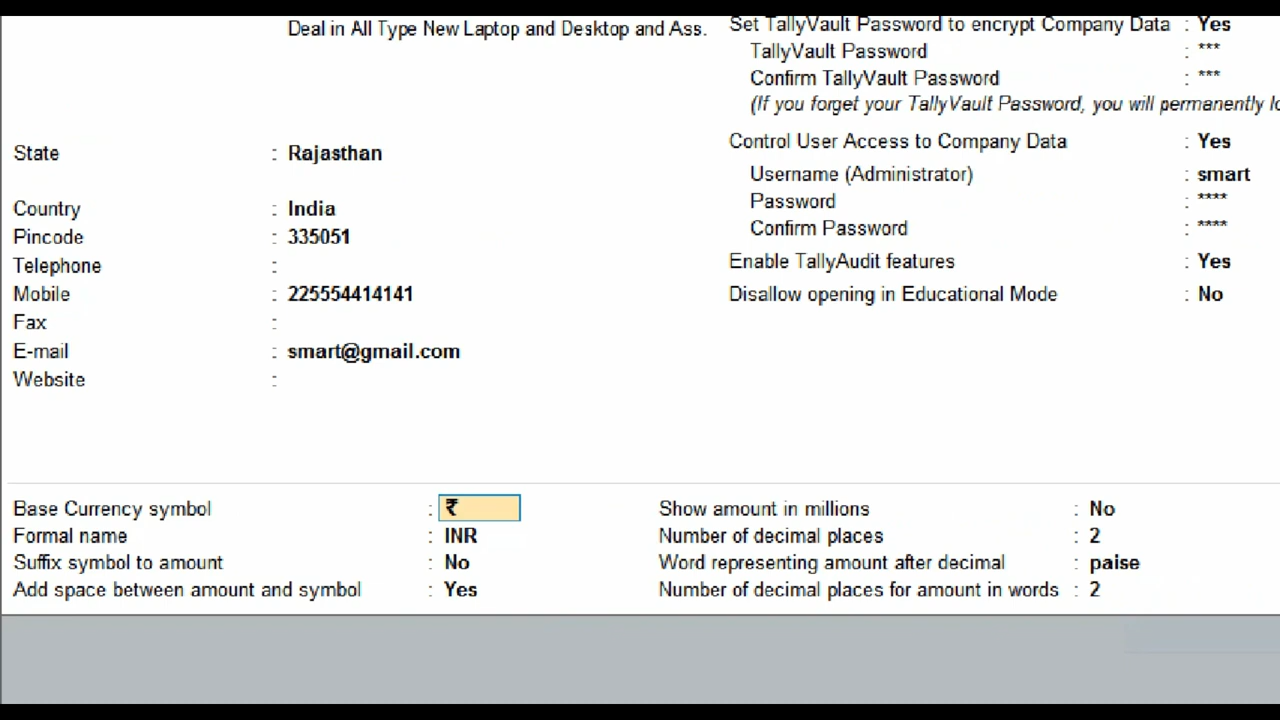 Deal in All Type New Laptop and Desktop and Ass.
State : Rajasthan
Country : India
Pincode : 335051
Telephone :
Mobile : 225554414141
Fax :
E-mail : smart@gmail.com
Website :
Set TallyVault Password to encrypt Company Data : Yes
TallyVault Password : ***
Confirm TallyVault Password : ***
(If you forget your TallyVault Password, you will permanently
Control User Access to Company Data : Yes
Username (Administrator) : smart
Password : ****
Confirm Password : ****
Enable TallyAudit features : Yes
Disallow opening in Educational Mode : No
Base Currency symbol : ₹
Formal name : INR
Suffix symbol to amount : No
Add space between amount and symbol : Yes
Show amount in millions : No
Number of decimal places : 2
Word representing amount after decimal : paise
Number of decimal places for amount in words : 2